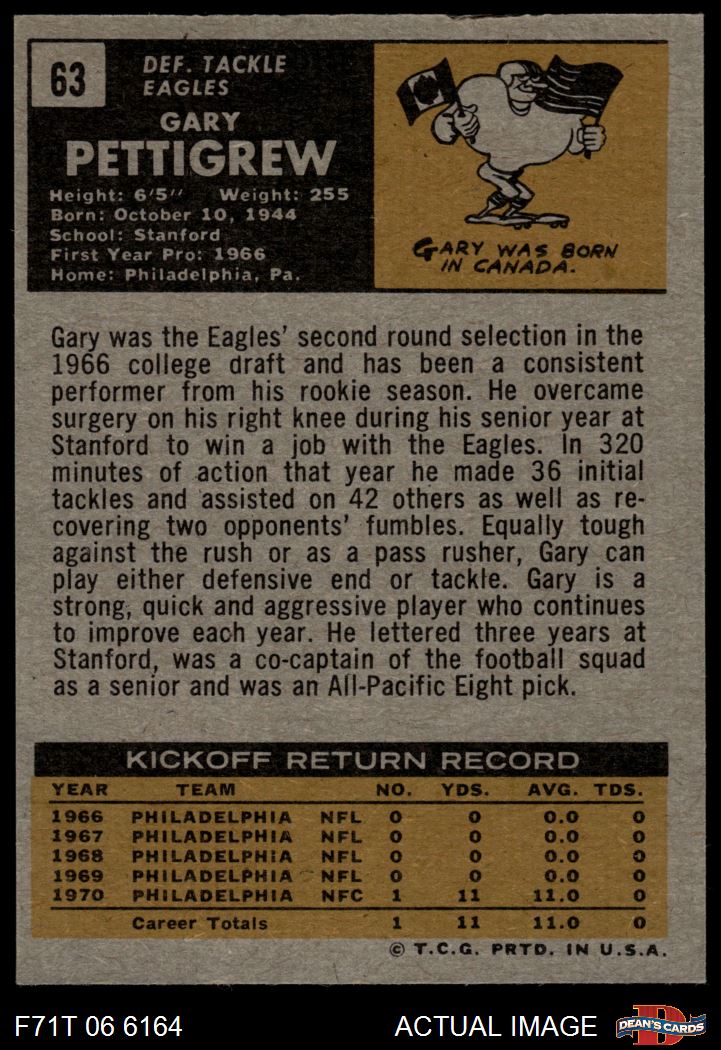 63
DEF. TACKLE
EAGLES
GARY
PETTIGREW
Height: 6'5'' Weight: 255
Born: October 10, 1944
School: Stanford
First Year Pro: 1966
Home: Philadelphia, Pa.
GARY WAS BORN
IN CANADA.
Gary was the Eagles' second round selection in the
1966 college draft and has been a consistent
performer from his rookie season. He overcame
surgery on his right knee during his senior year at
Stanford to win a job with the Eagles. In 320
minutes of action that year he made 36 initial
tackles and assisted on 42 others as well as re-
covering two opponents' fumbles. Equally tough
against the rush or as a pass rusher, Gary can
play either defensive end or tackle. Gary is a
strong, quick and aggressive player who continues
to improve each year. He lettered three years at
Stanford, was a co-captain of the football squad
as a senior and was an All-Pacific Eight pick.
KICKOFF RETURN RECORD
YEAR TEAM NO. YDS. AVG. TDS.
1966 PHILADELPHIA NFL 0 0 0.0 0
1967 PHILADELPHIA NFL 0 0 0.0 0
1968 PHILADELPHIA NFL 0 0 0.0 0
1969 PHILADELPHIA NFL 0 0 0.0 0
1970 PHILADELPHIA NFC 1 11 11.0 0
Career Totals 1 11 11.0 0
© T.C.G. PRTD. IN U.S.A.
F71T 06 6164 ACTUAL IMAGE DEAN'S CARDS